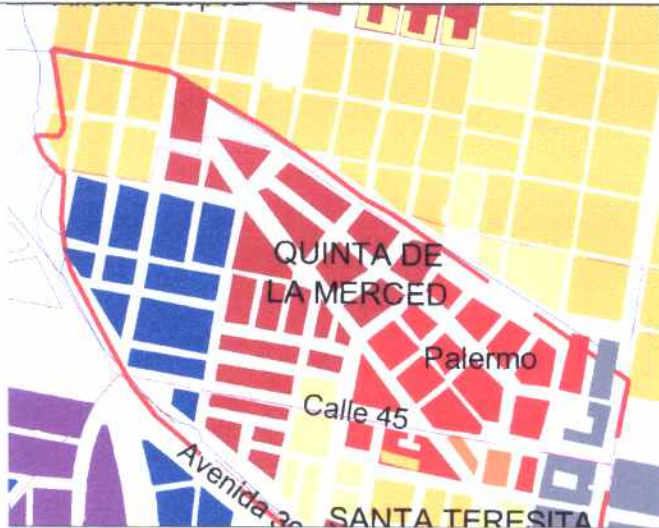 QUINTA DE
LA MERCED
Palermo
Calle 45
Avenida
SANTA TERESITA